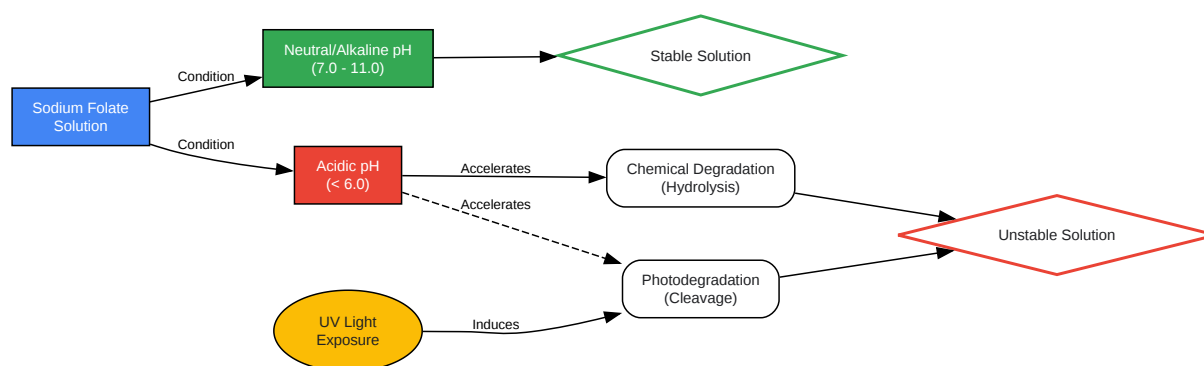 Sodium Folate
Solution
Condition
Neutral/Alkaline pH
(7.0 - 11.0)
Stable Solution
Condition
Acidic pH
(< 6.0)
Accelerates
Chemical Degradation
(Hydrolysis)
Accelerates
Unstable Solution
Photodegradation
(Cleavage)
UV Light
Exposure
Induces